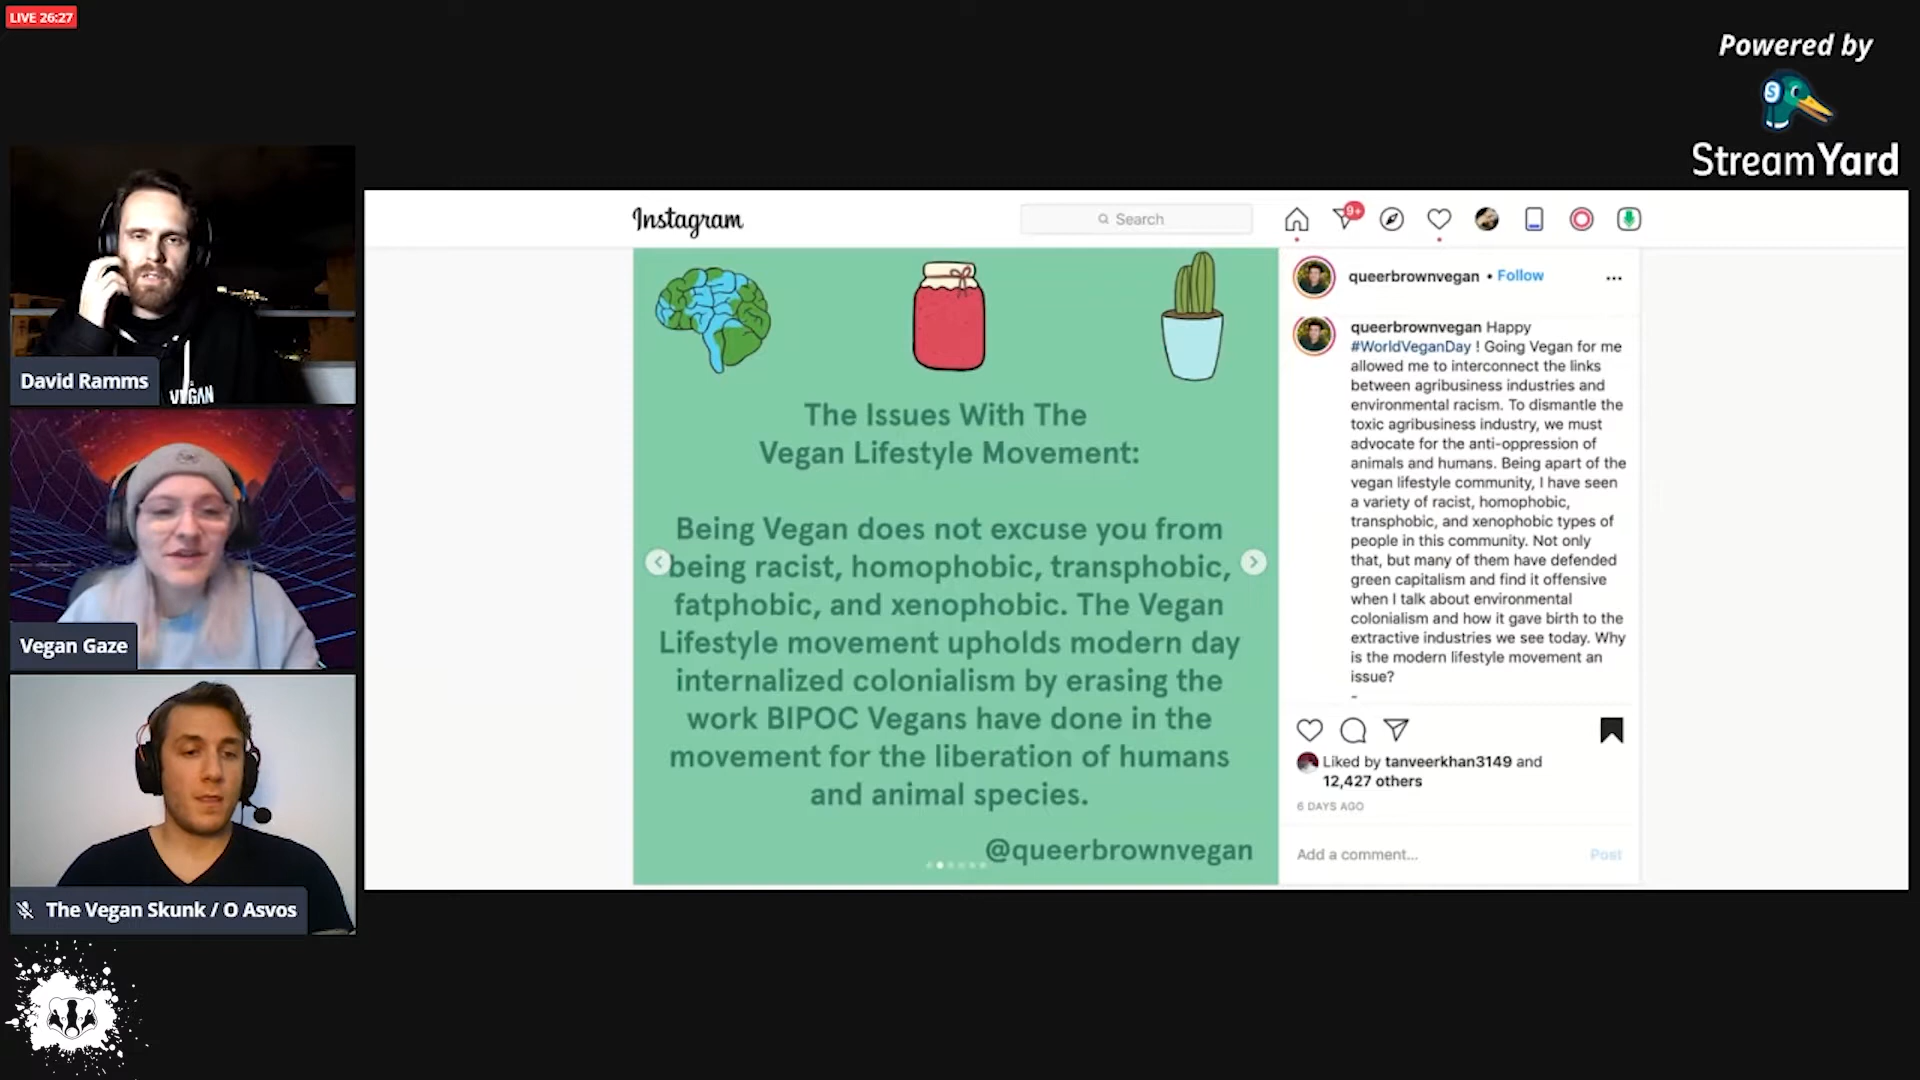 LIVE 26:27
Powered by
StreamYard
David Ramms
VEGAN
Vegan Gaze
The Vegan Skunk / O Asvos
Instagram
Search
9+
The Issues With The
Vegan Lifestyle Movement:
Being Vegan does not excuse you from
being racist, homophobic, transphobic,
fatphobic, and xenophobic. The Vegan
Lifestyle movement upholds modern day
internalized colonialism by erasing the
work BIPOC Vegans have done in the
movement for the liberation of humans
and animal species.
@queerbrownvegan
queerbrownvegan • Follow
queerbrownvegan Happy
#WorldVeganDay ! Going Vegan for me
allowed me to interconnect the links
between agribusiness industries and
environmental racism. To dismantle the
toxic agribusiness industry, we must
advocate for the anti-oppression of
animals and humans. Being apart of the
vegan lifestyle community, I have seen
a variety of racist, homophobic,
transphobic, and xenophobic types of
people in this community. Not only
that, but many of them have defended
green capitalism and find it offensive
when I talk about environmental
colonialism and how it gave birth to the
extractive industries we see today. Why
is the modern lifestyle movement an
issue?
-
Liked by tanveerkhan3149 and
12,427 others
6 DAYS AGO
Add a comment...
Post